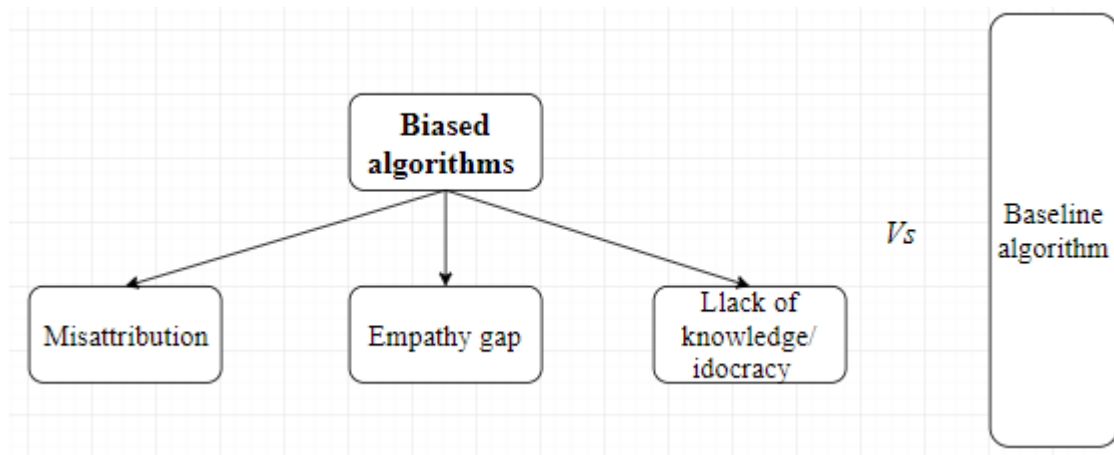 Biased
algorithms
Vs
Baseline
algorithm
Misattribution
Empathy gap
Llack of
knowledge/
idocracy